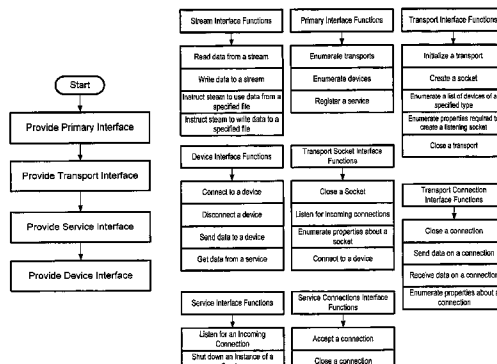 Start
Provide Primary Interface
Provide Transport Interface
Provide Service Interface
Provide Device Interface
Stream Interface Functions
Read data from a stream
Write data to a stream
Instruct steam to use data from a
specified file
Instruct steam to write data to a
specified file
Primary Interface Functions
Enumerate transports
Enumerate devices
Register a service
Transport Interface Functions
Initialize a transport
Create a socket
Enumerate a list of devices of a
specified type
Enumerate properties required to
create a listening socket
Close a transport
Device Interface Functions
Connect to a device
Disconnect a device
Send data to a device
Get data from a service
Transport Socket Interface
Functions
Close a Socket
Listen for incoming connections
Enumerate properties about a
socket
Connect to a device
Transport Connection
Interface Functions
Close a connection
Send data on a connection
Receive data on a connection
Enumerate properties about a
connection
Service Interface Functions
Listen for an Incoming
Connection
Shut down an Instance of a
Service Connections Interface
Functions
Accept a connection
Close a connection